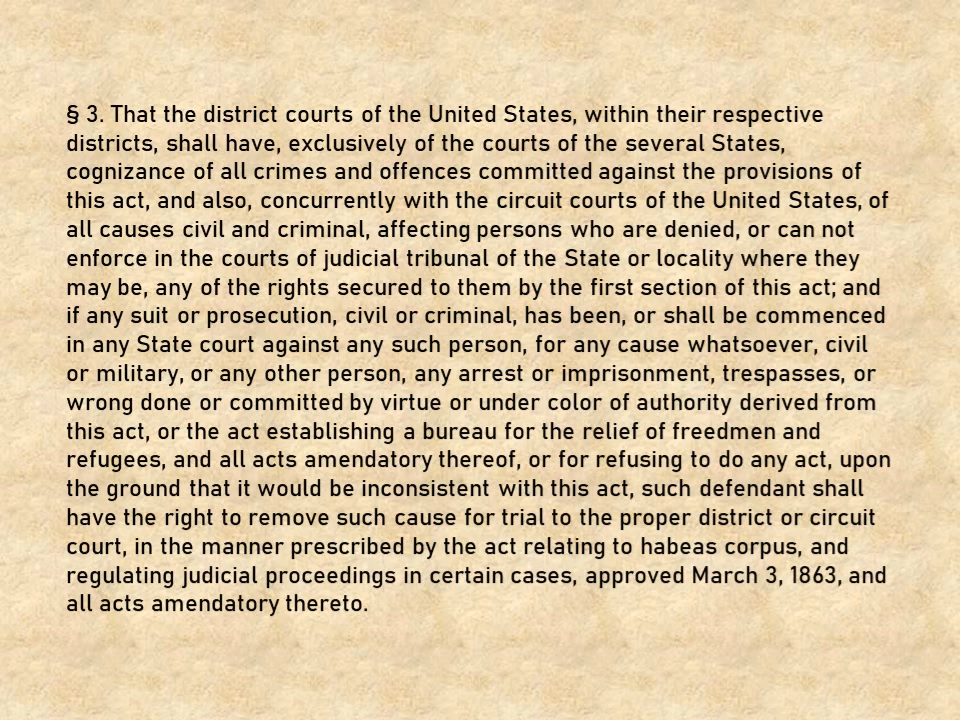 § 3. That the district courts of the United States, within their respective
districts, shall have, exclusively of the courts of the several States,
cognizance of all crimes and offences committed against the provisions of
this act, and also, concurrently with the circuit courts of the United States, of
all causes civil and criminal, affecting persons who are denied, or can not
enforce in the courts of judicial tribunal of the State or locality where they
may be, any of the rights secured to them by the first section of this act; and
if any suit or prosecution, civil or criminal, has been, or shall be commenced
in any State court against any such person, for any cause whatsoever, civil
or military, or any other person, any arrest or imprisonment, trespasses, or
wrong done or committed by virtue or under color of authority derived from
this act, or the act establishing a bureau for the relief of freedmen and
refugees, and all acts amendatory thereof, or for refusing to do any act, upon
the ground that it would be inconsistent with this act, such defendant shall
have the right to remove such cause for trial to the proper district or circuit
court, in the manner prescribed by the act relating to habeas corpus, and
regulating judicial proceedings in certain cases, approved March 3, 1863, and
all acts amendatory thereto.